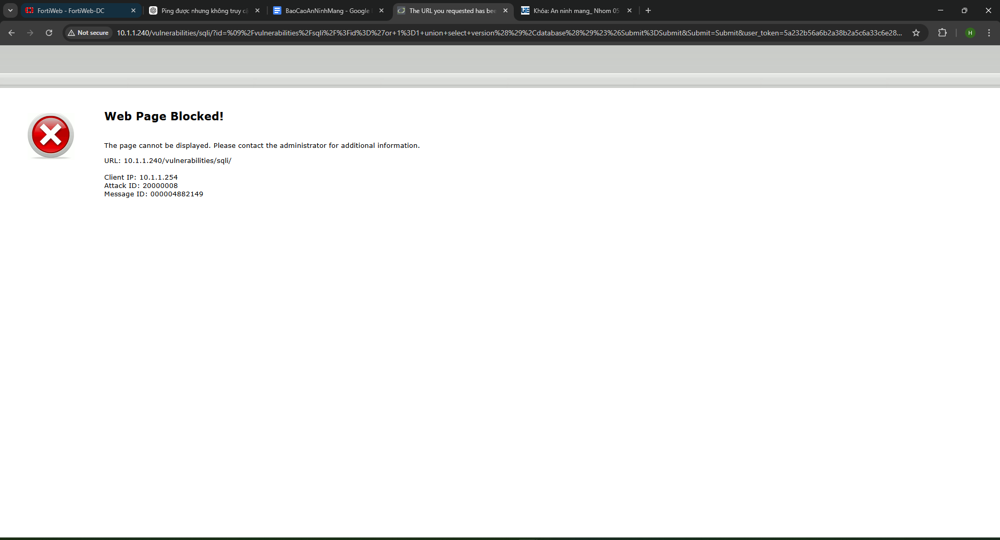 FortiWeb - FortiWeb-DC
Ping được nhưng không truy cậ
BaoCaoAnNinhMang - Google
The URL you requested has bee
Khóa: An ninh mang_ Nhom 05
Not secure
10.1.1.240/vulnerabilities/sqli/?id=%09%2Fvulnerabilities%2Fsqli%2F%3Fid%3D%27or+1%3D1+union+select+version%28%29%2Cdatabase%28%29%23%26Submit%3DSubmit&Submit=Submit&user_token=5a232b56a6b2a38b2a5c6a33c6e28...
H
Web Page Blocked!
The page cannot be displayed. Please contact the administrator for additional information.
URL: 10.1.1.240/vulnerabilities/sqli/
Client IP: 10.1.1.254
Attack ID: 20000008
Message ID: 000004882149